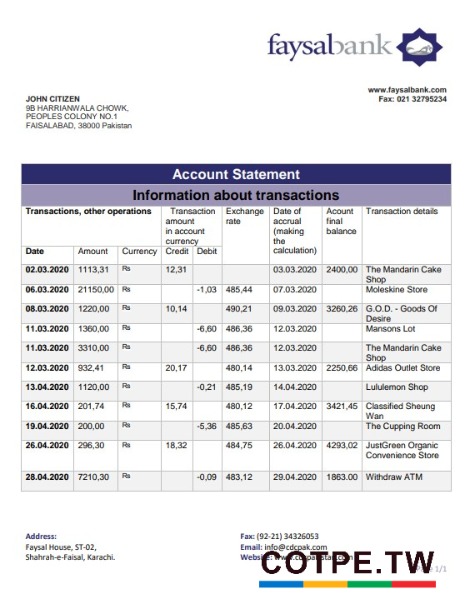 faysabank
www.faysalbank.com
Fax: 021 32795234
JOHN CITIZEN
9B HARRIANWALA CHOWK,
PEOPLES COLONY NO.1
FAISALABAD, 38000 Pakistan
Account Statement
Information about transactions
Transactions, other operations Transaction amount in account currency Exchange rate Date of accrual (making the calculation) Acount final balance Transaction details
Date Amount Currency Credit Debit
02.03.2020 1113,31 Rs 12,31 03.03.2020 2400,00 The Mandarin Cake Shop
06.03.2020 21150,00 Rs -1,03 485,44 07.03.2020 Moleskine Store
08.03.2020 1220,00 Rs 10,14 490,21 09.03.2020 3260,26 G.O.D. - Goods Of Desire
11.03.2020 1360,00 Rs -6,60 486,36 12.03.2020 Mansons Lot
11.03.2020 3310,00 Rs -6,60 486,36 12.03.2020 The Mandarin Cake Shop
12.03.2020 932,41 Rs 20,17 480,14 13.03.2020 2250,66 Adidas Outlet Store
13.04.2020 1120,00 Rs -0,21 485,19 14.04.2020 Lululemon Shop
16.04.2020 201,74 Rs 15,74 480,12 17.04.2020 3421,45 Classified Sheung Wan
19.04.2020 200,00 Rs -5,36 485,63 20.04.2020 The Cupping Room
26.04.2020 296,30 Rs 18,32 484,75 26.04.2020 4293,02 JustGreen Organic Convenience Store
28.04.2020 7210,30 Rs -0,09 483,12 29.04.2020 1863.00 Withdraw ATM
Address:
Faysal House, ST-02,
Shahrah-e-Faisal, Karachi.
Fax: (92-21) 34326053
Email: info@cdcpak.com
Website:
COTPE.TW
1/1